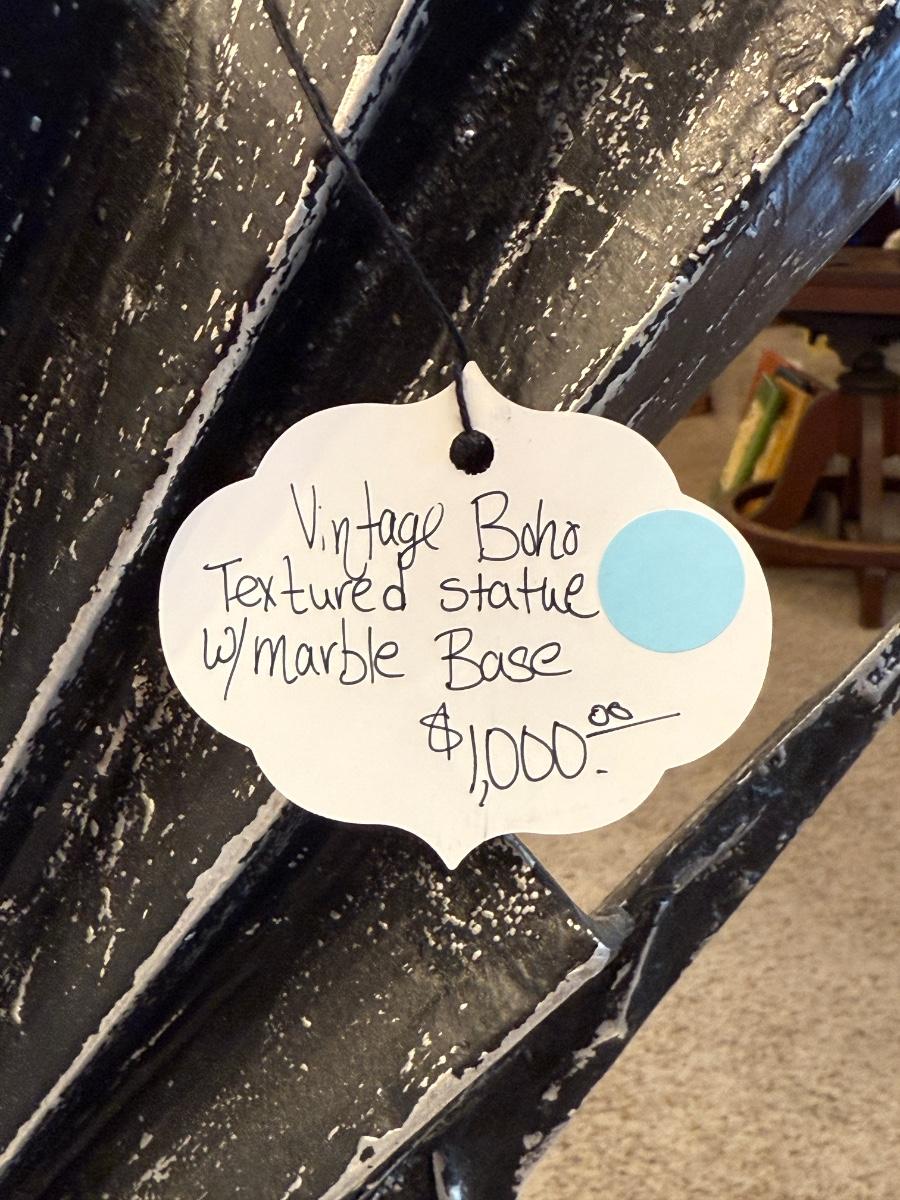 Vintage Boho
Textured statue
w/marble Base
$1,000.00